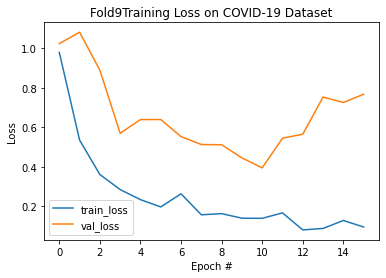 Fold9Training Loss on COVID-19 Dataset
Loss
1.0
0.8
0.6
0.4
0.2
train_loss
val_loss
0 2 4 6 8 10 12 14
Epoch #